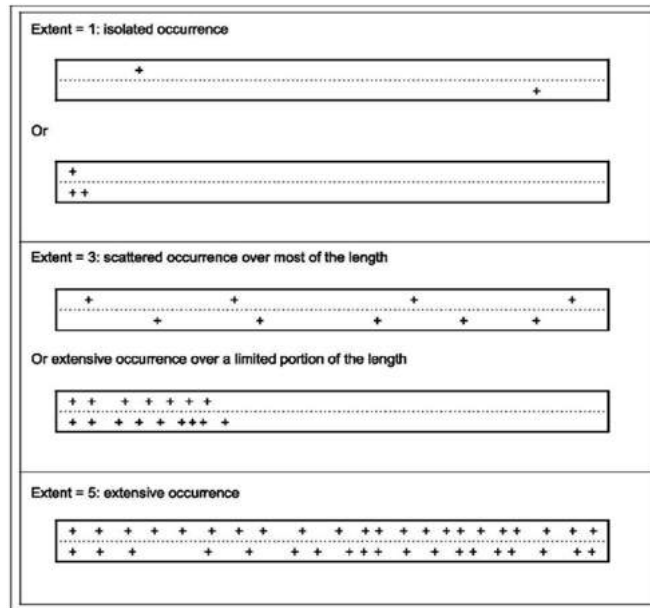 Extent = 1: isolated occurrence
Or
Extent = 3: scattered occurrence over most of the length
Or extensive occurrence over a limited portion of the length
Extent = 5: extensive occurrence